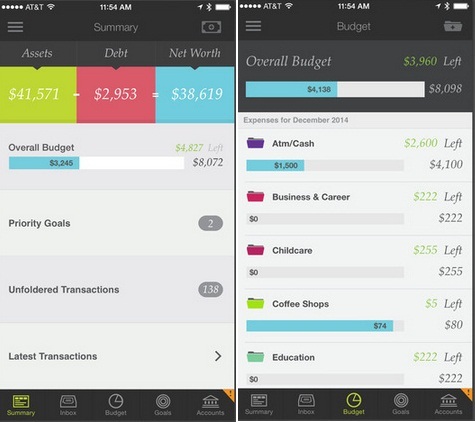 AT&T 11:54 AM
Summary
Assets Debt Net Worth
$41,571 - $2,953 = $38,619
Overall Budget $4,827 Left
$3,245 $8,072
Priority Goals 2
Unfoldered Transactions 138
Latest Transactions
Summary Inbox Budget Goals Accounts
AT&T 11:54 AM
Budget
Overall Budget $3,960 Left
$4,138 $8,098
Expenses for December 2014
Atm/Cash $2,600 Left
$1,500 $4,100
Business & Career $222 Left
$0 $222
Childcare $255 Left
$0 $255
Coffee Shops $5 Left
$74 $80
Education $222 Left
$0 $222
Summary Inbox Budget Goals Accounts